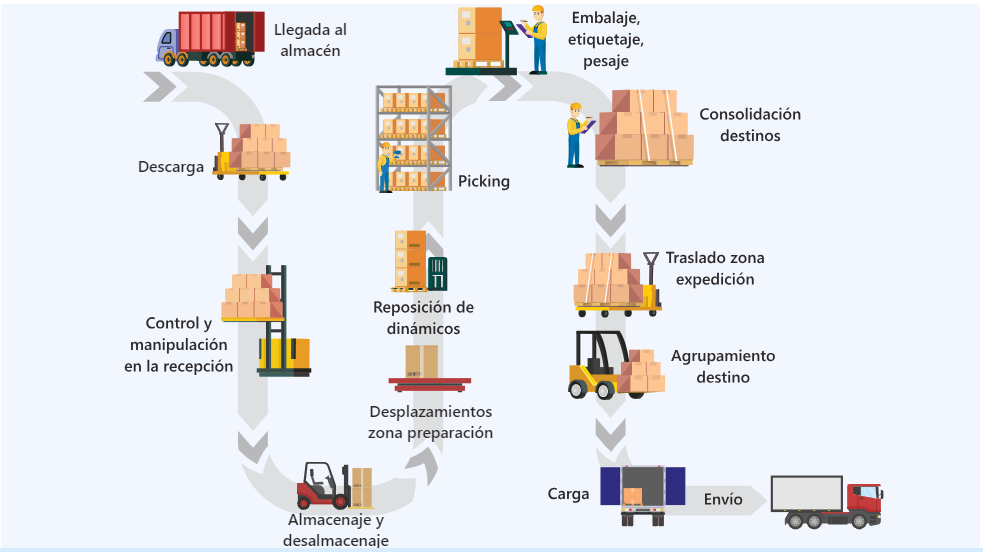 Llegada al
almacén
Descarga
Control y
manipulación
en la recepción
Almacenaje y
desalmacenaje
Desplazamientos
zona preparación
Reposición de
dinámicos
Picking
Embalaje,
etiquetaje,
pesaje
Consolidación
destinos
Traslado zona
expedición
Agrupamiento
destino
Carga
Envío